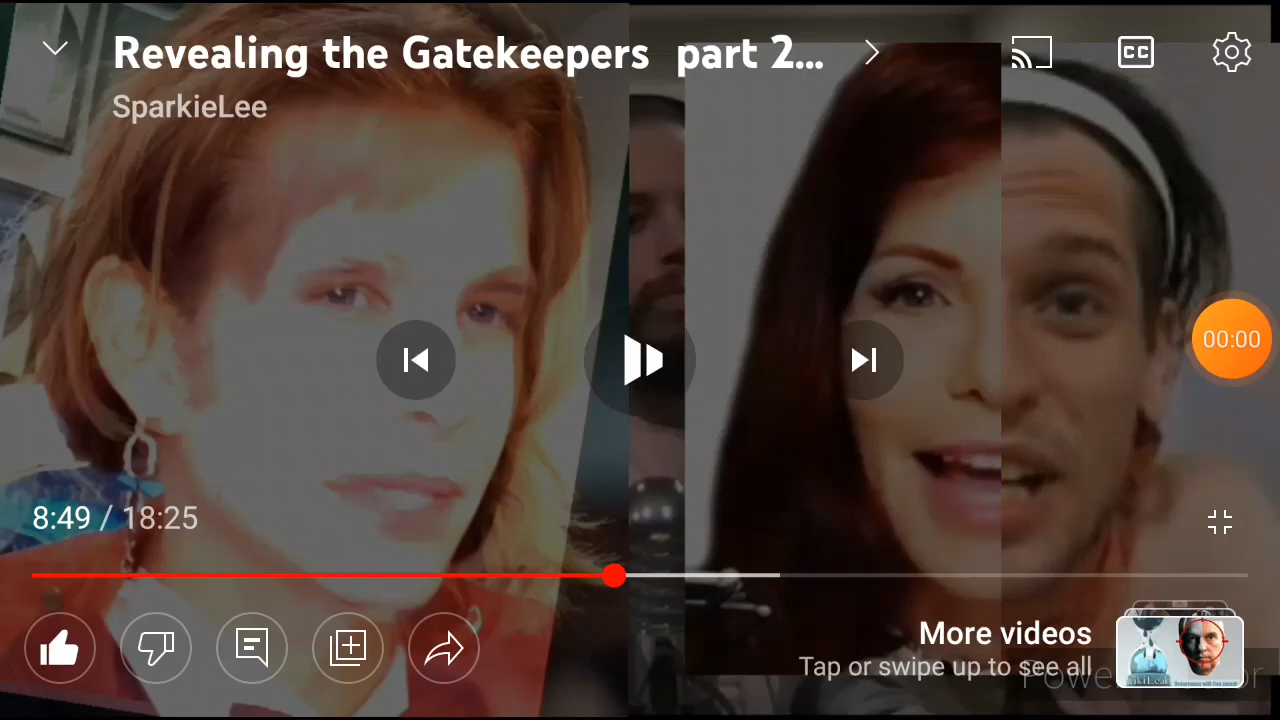 Revealing the Gatekeepers part 2...
SparkieLee
CC
00:00
8:49 / 18:25
More videos
Tap or swipe up to see all